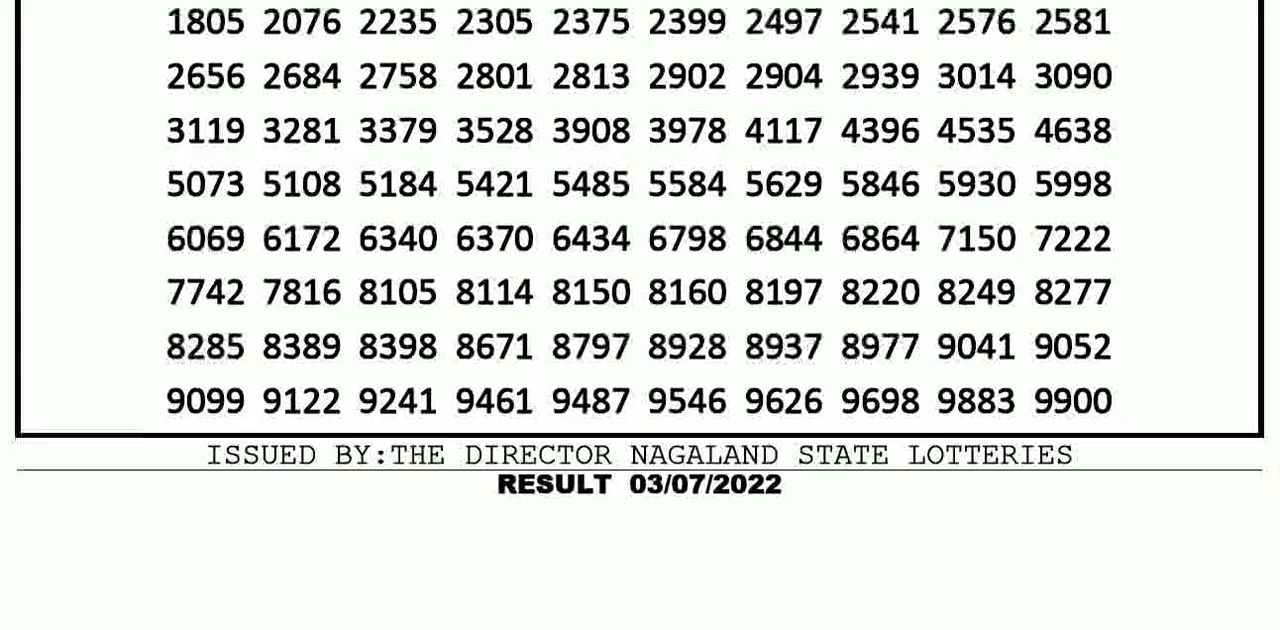 1805 2076 2235 2305 2375 2399 2497 2541 2576 2581
2656 2684 2758 2801 2813 2902 2904 2939 3014 3090
3119 3281 3379 3528 3908 3978 4117 4396 4535 4638
5073 5108 5184 5421 5485 5584 5629 5846 5930 5998
6069 6172 6340 6370 6434 6798 6844 6864 7150 7222
7742 7816 8105 8114 8150 8160 8197 8220 8249 8277
8285 8389 8398 8671 8797 8928 8937 8977 9041 9052
9099 9122 9241 9461 9487 9546 9626 9698 9883 9900
ISSUED BY:THE DIRECTOR NAGALAND STATE LOTTERIES
RESULT 03/07/2022